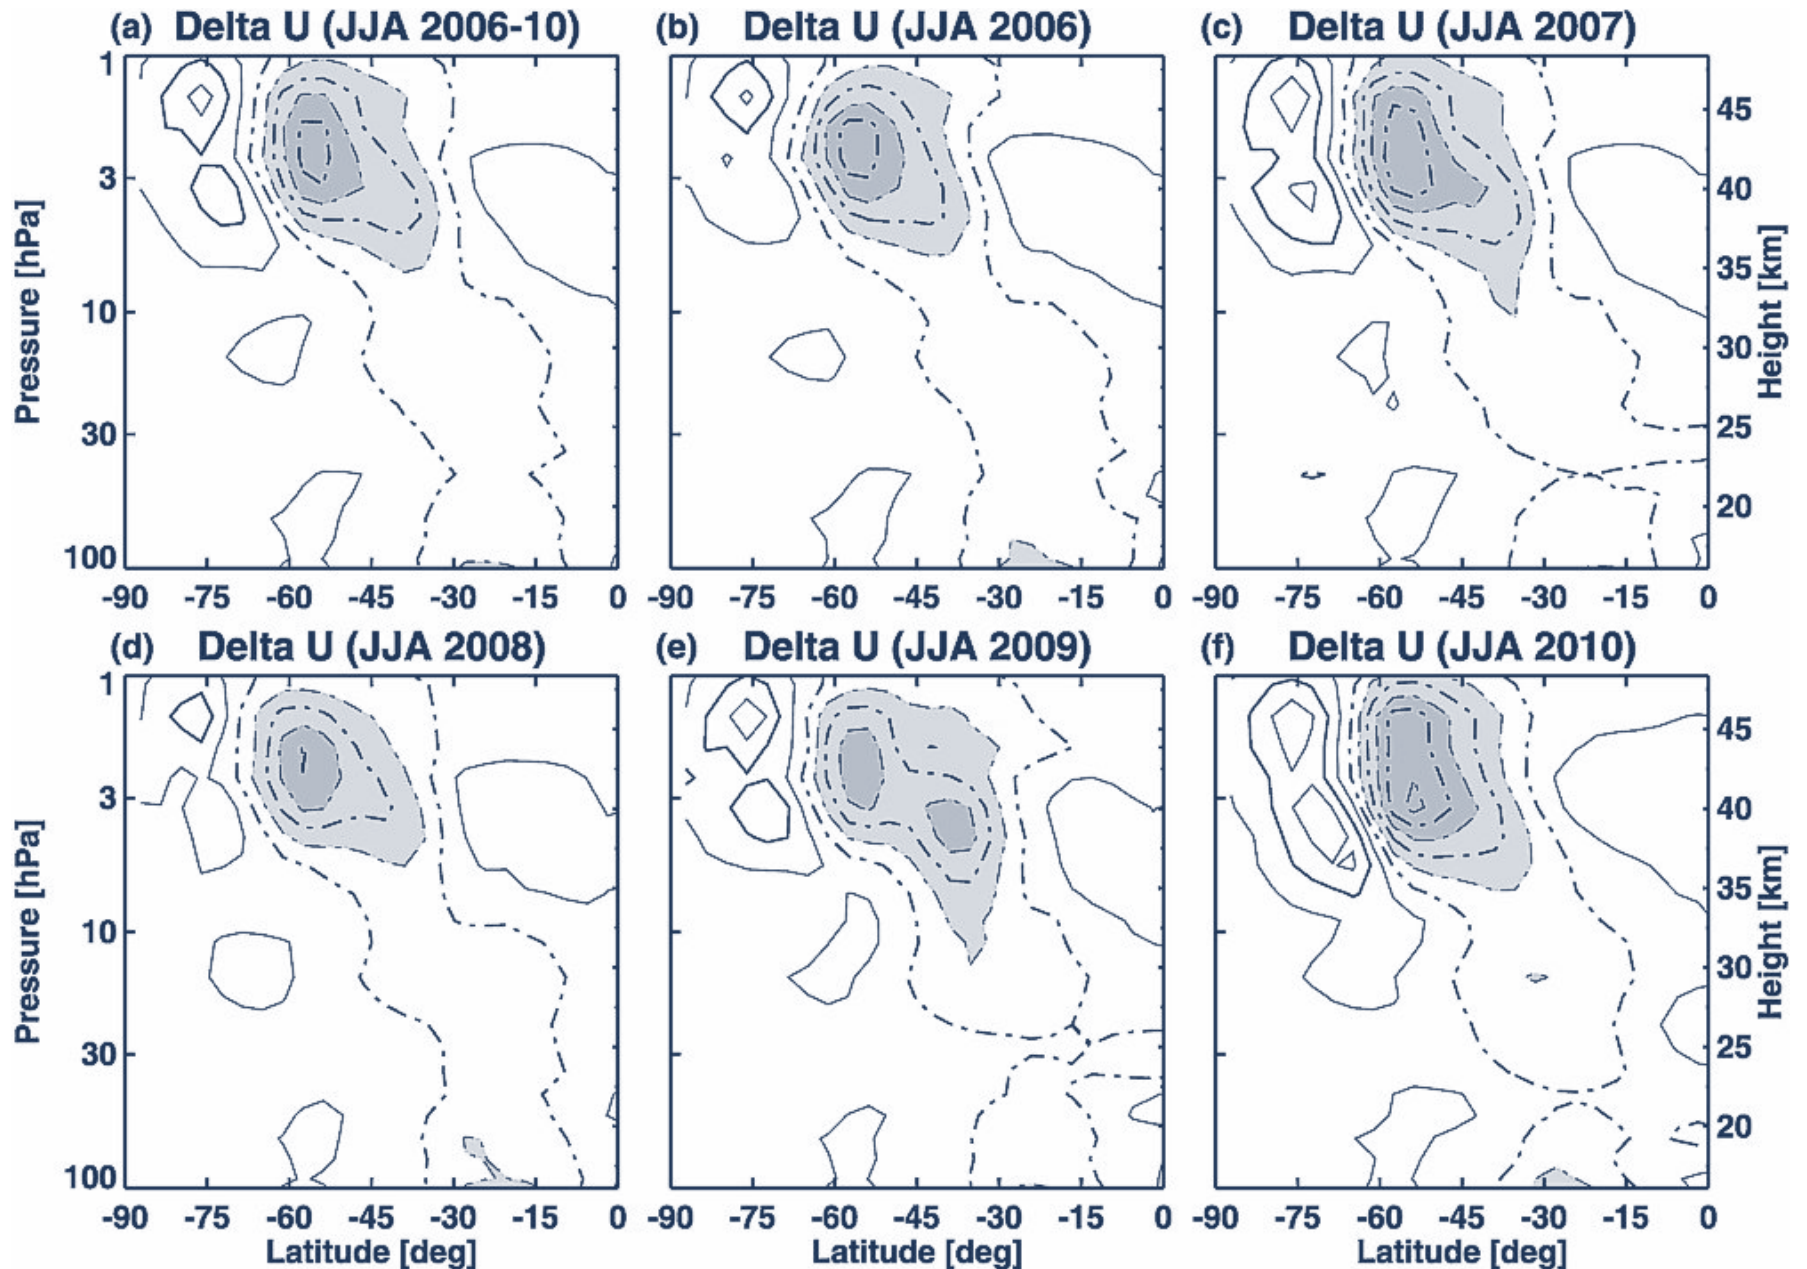 (a) Delta U (JJA 2006-10)
(b) Delta U (JJA 2006)
(c) Delta U (JJA 2007)
1
3
10
30
100
Pressure [hPa]
45
40
35
30
25
20
Height [km]
-90 -75 -60 -45 -30 -15 0
-90 -75 -60 -45 -30 -15 0
-90 -75 -60 -45 -30 -15 0
(d) Delta U (JJA 2008)
(e) Delta U (JJA 2009)
(f) Delta U (JJA 2010)
1
3
10
30
100
Pressure [hPa]
45
40
35
30
25
20
Height [km]
-90 -75 -60 -45 -30 -15 0
-90 -75 -60 -45 -30 -15 0
-90 -75 -60 -45 -30 -15 0
Latitude [deg]
Latitude [deg]
Latitude [deg]